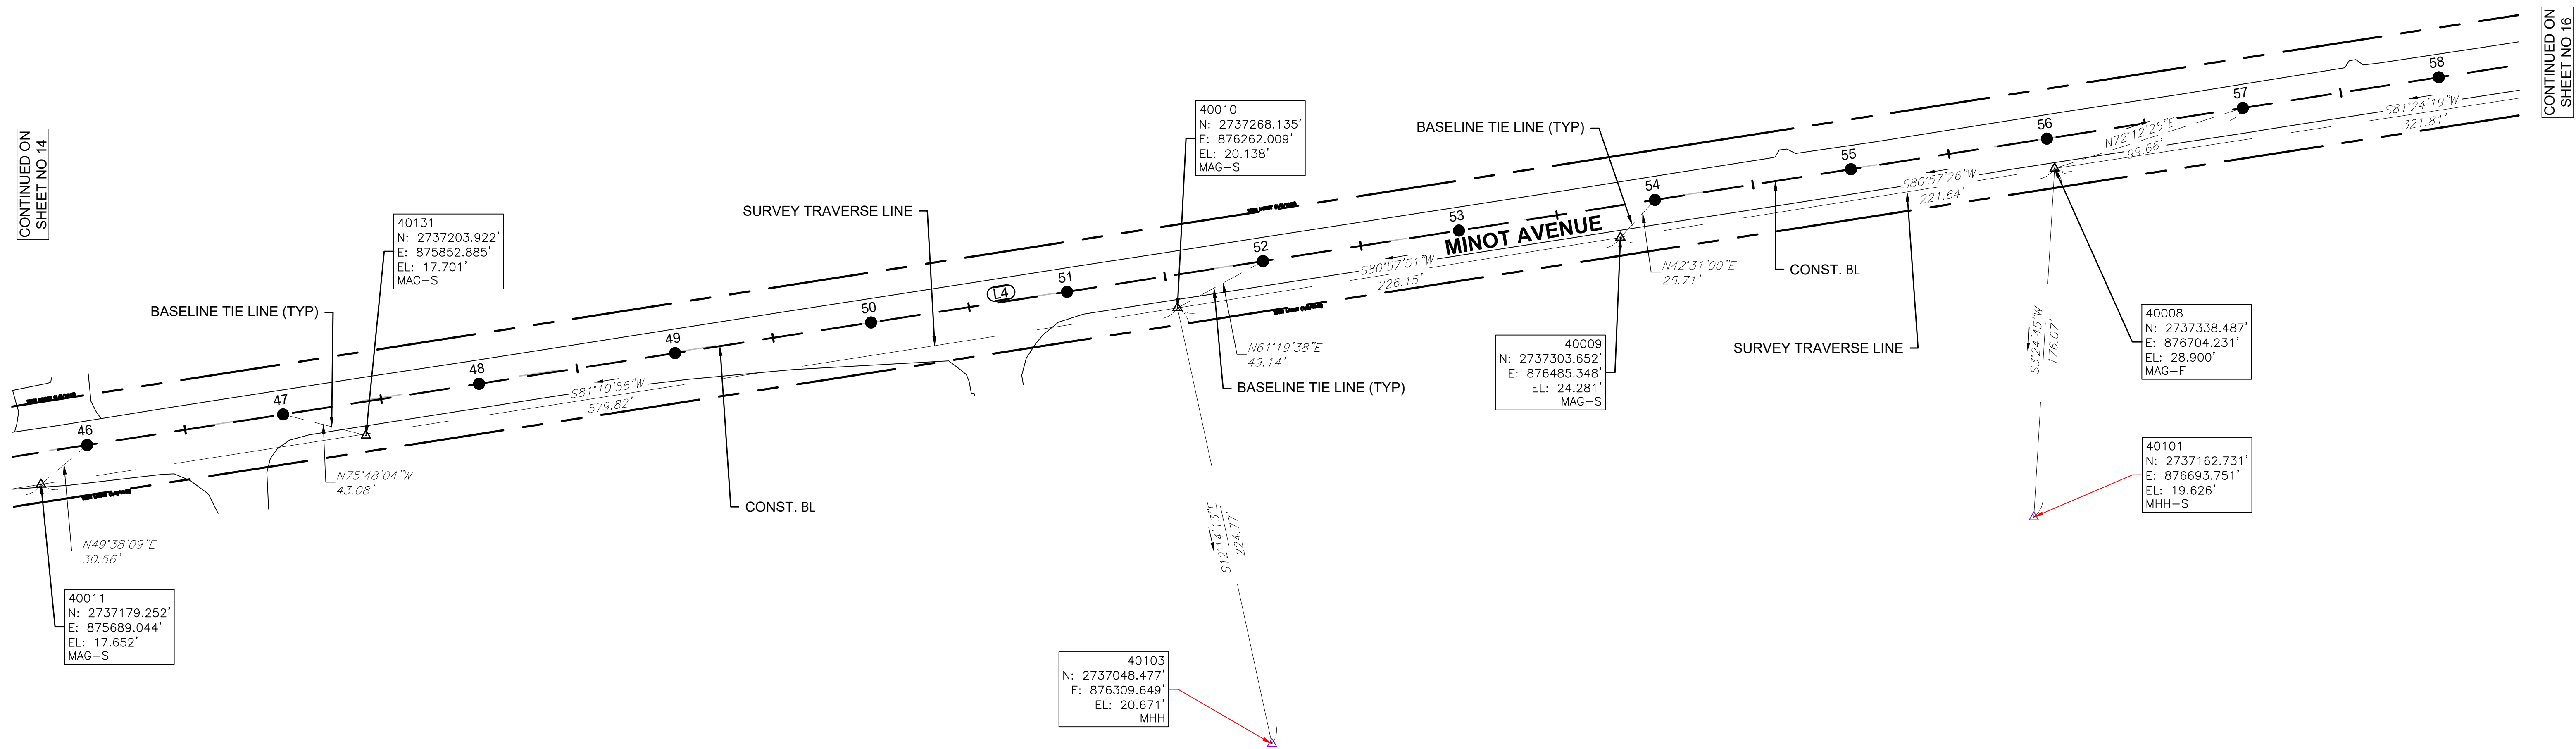 CONTINUED ON
SHEET NO 14
CONTINUED ON
SHEET NO 16
40131
N: 2737203.922'
E: 875852.885'
EL: 17.701'
MAG-S
BASELINE TIE LINE (TYP)
46
47
48
49
50
51
52
53
54
55
56
57
58
N49°38'09"E
30.56'
40011
N: 2737179.252'
E: 875689.044'
EL: 17.652'
MAG-S
N75°48'04"W
43.08'
S81°10'56"W
579.82'
CONST. BL
SURVEY TRAVERSE LINE
L4
40010
N: 2737268.135'
E: 876262.009'
EL: 20.138'
MAG-S
N61°19'38"E
49.14'
BASELINE TIE LINE (TYP)
S12°14'13"E
224.77'
40103
N: 2737048.477'
E: 876309.649'
EL: 20.671'
MHH
BASELINE TIE LINE (TYP)
MINOT AVENUE
S80°57'51"W
226.15'
N42°31'00"E
25.71'
40009
N: 2737303.652'
E: 876485.348'
EL: 24.281'
MAG-S
CONST. BL
SURVEY TRAVERSE LINE
S80°57'26"W
221.64'
N72°12'25"E
99.66'
S81°24'19"W
321.81'
S3°24'45"W
176.07'
40008
N: 2737338.487'
E: 876704.231'
EL: 28.900'
MAG-F
40101
N: 2737162.731'
E: 876693.751'
EL: 19.626'
MHH-S